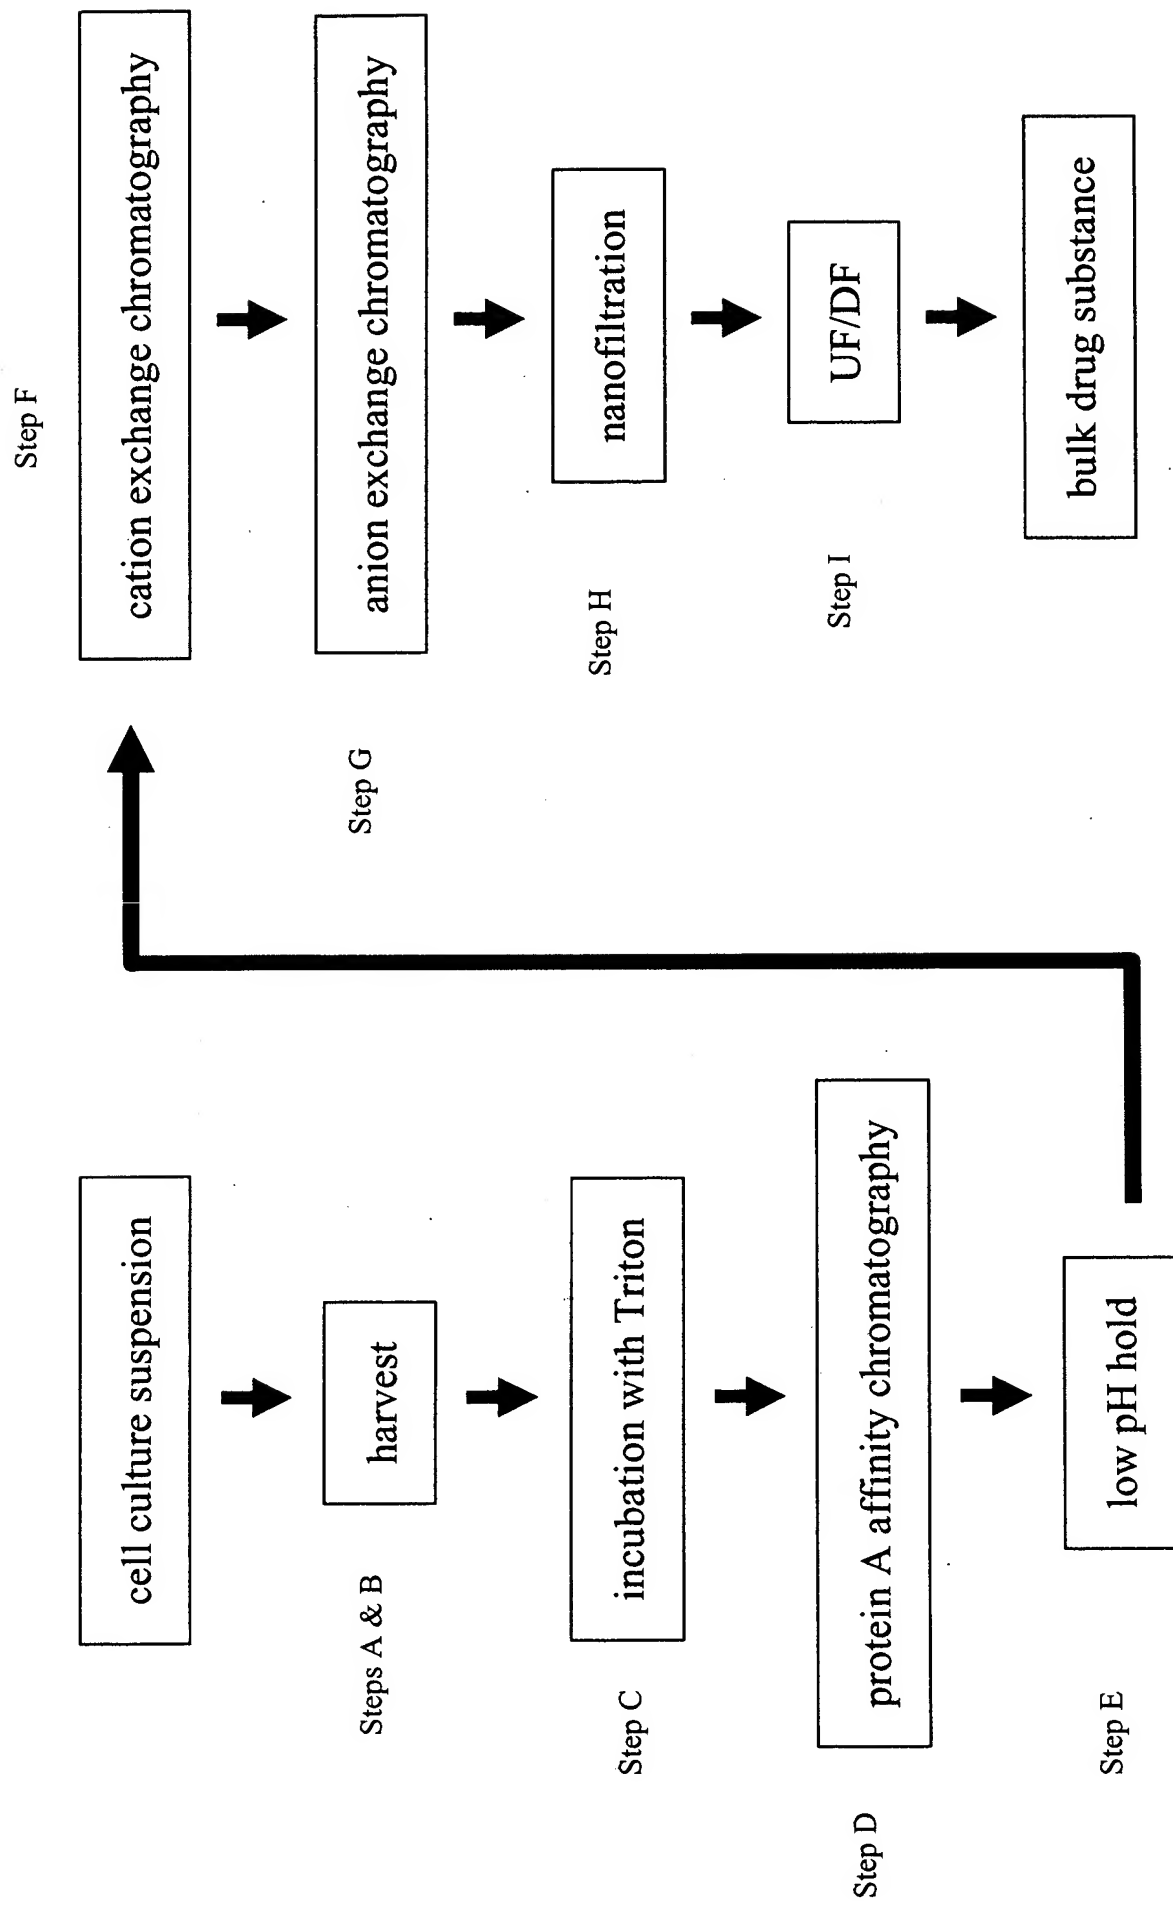 cell culture suspension
Steps A & B
harvest
Step C
incubation with Triton
Step D
protein A affinity chromatography
Step E
low pH hold
Step F
cation exchange chromatography
Step G
anion exchange chromatography
Step H
nanofiltration
Step I
UF/DF
bulk drug substance